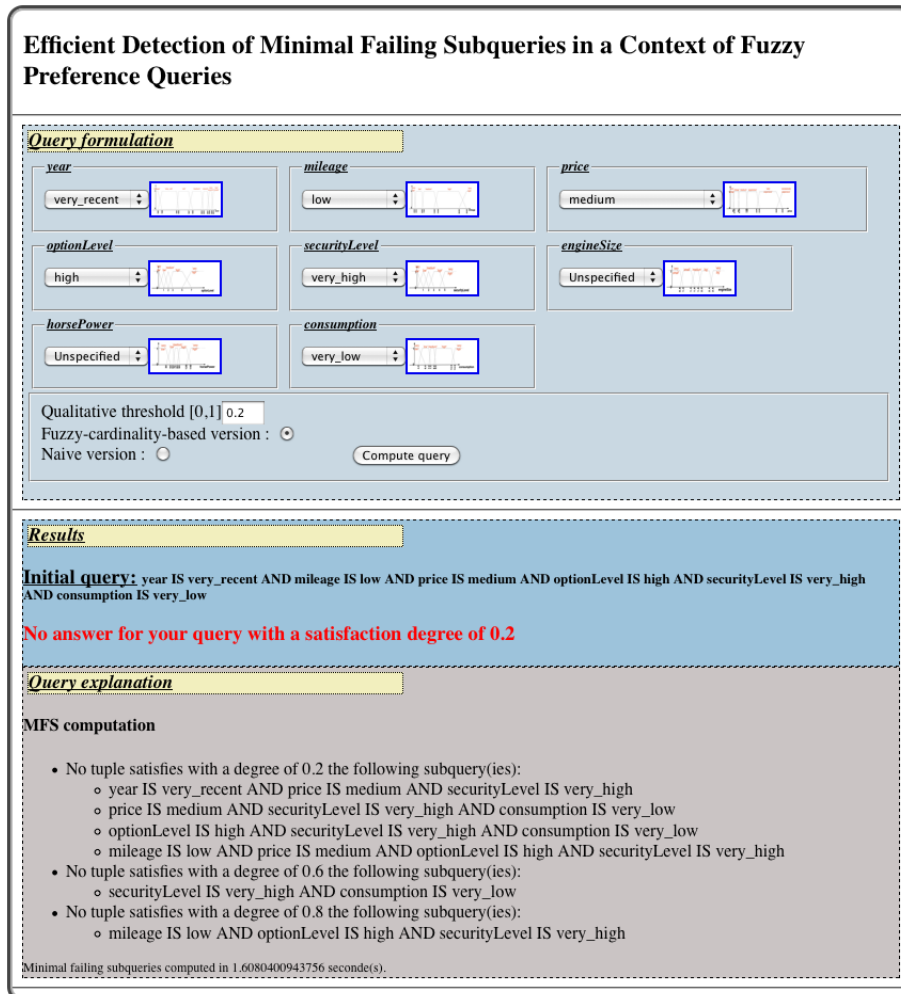 Efficient Detection of Minimal Failing Subqueries in a Context of Fuzzy
Preference Queries
Query formulation
year
mileage
price
very_recent
low
medium
optionLevel
securityLevel
engineSize
high
very_high
Unspecified
horsePower
consumption
Unspecified
very_low
Qualitative threshold [0,1] 0.2
Fuzzy-cardinality-based version :
Naive version :
Compute query
Results
Initial query: year IS very_recent AND mileage IS low AND price IS medium AND optionLevel IS high AND securityLevel IS very_high
AND consumption IS very_low
No answer for your query with a satisfaction degree of 0.2
Query explanation
MFS computation
• No tuple satisfies with a degree of 0.2 the following subquery(ies):
◦ year IS very_recent AND price IS medium AND securityLevel IS very_high
◦ price IS medium AND securityLevel IS very_high AND consumption IS very_low
◦ optionLevel IS high AND securityLevel IS very_high AND consumption IS very_low
◦ mileage IS low AND price IS medium AND optionLevel IS high AND securityLevel IS very_high
• No tuple satisfies with a degree of 0.6 the following subquery(ies):
◦ securityLevel IS very_high AND consumption IS very_low
• No tuple satisfies with a degree of 0.8 the following subquery(ies):
◦ mileage IS low AND optionLevel IS high AND securityLevel IS very_high
Minimal failing subqueries computed in 1.6080400943756 seconde(s).